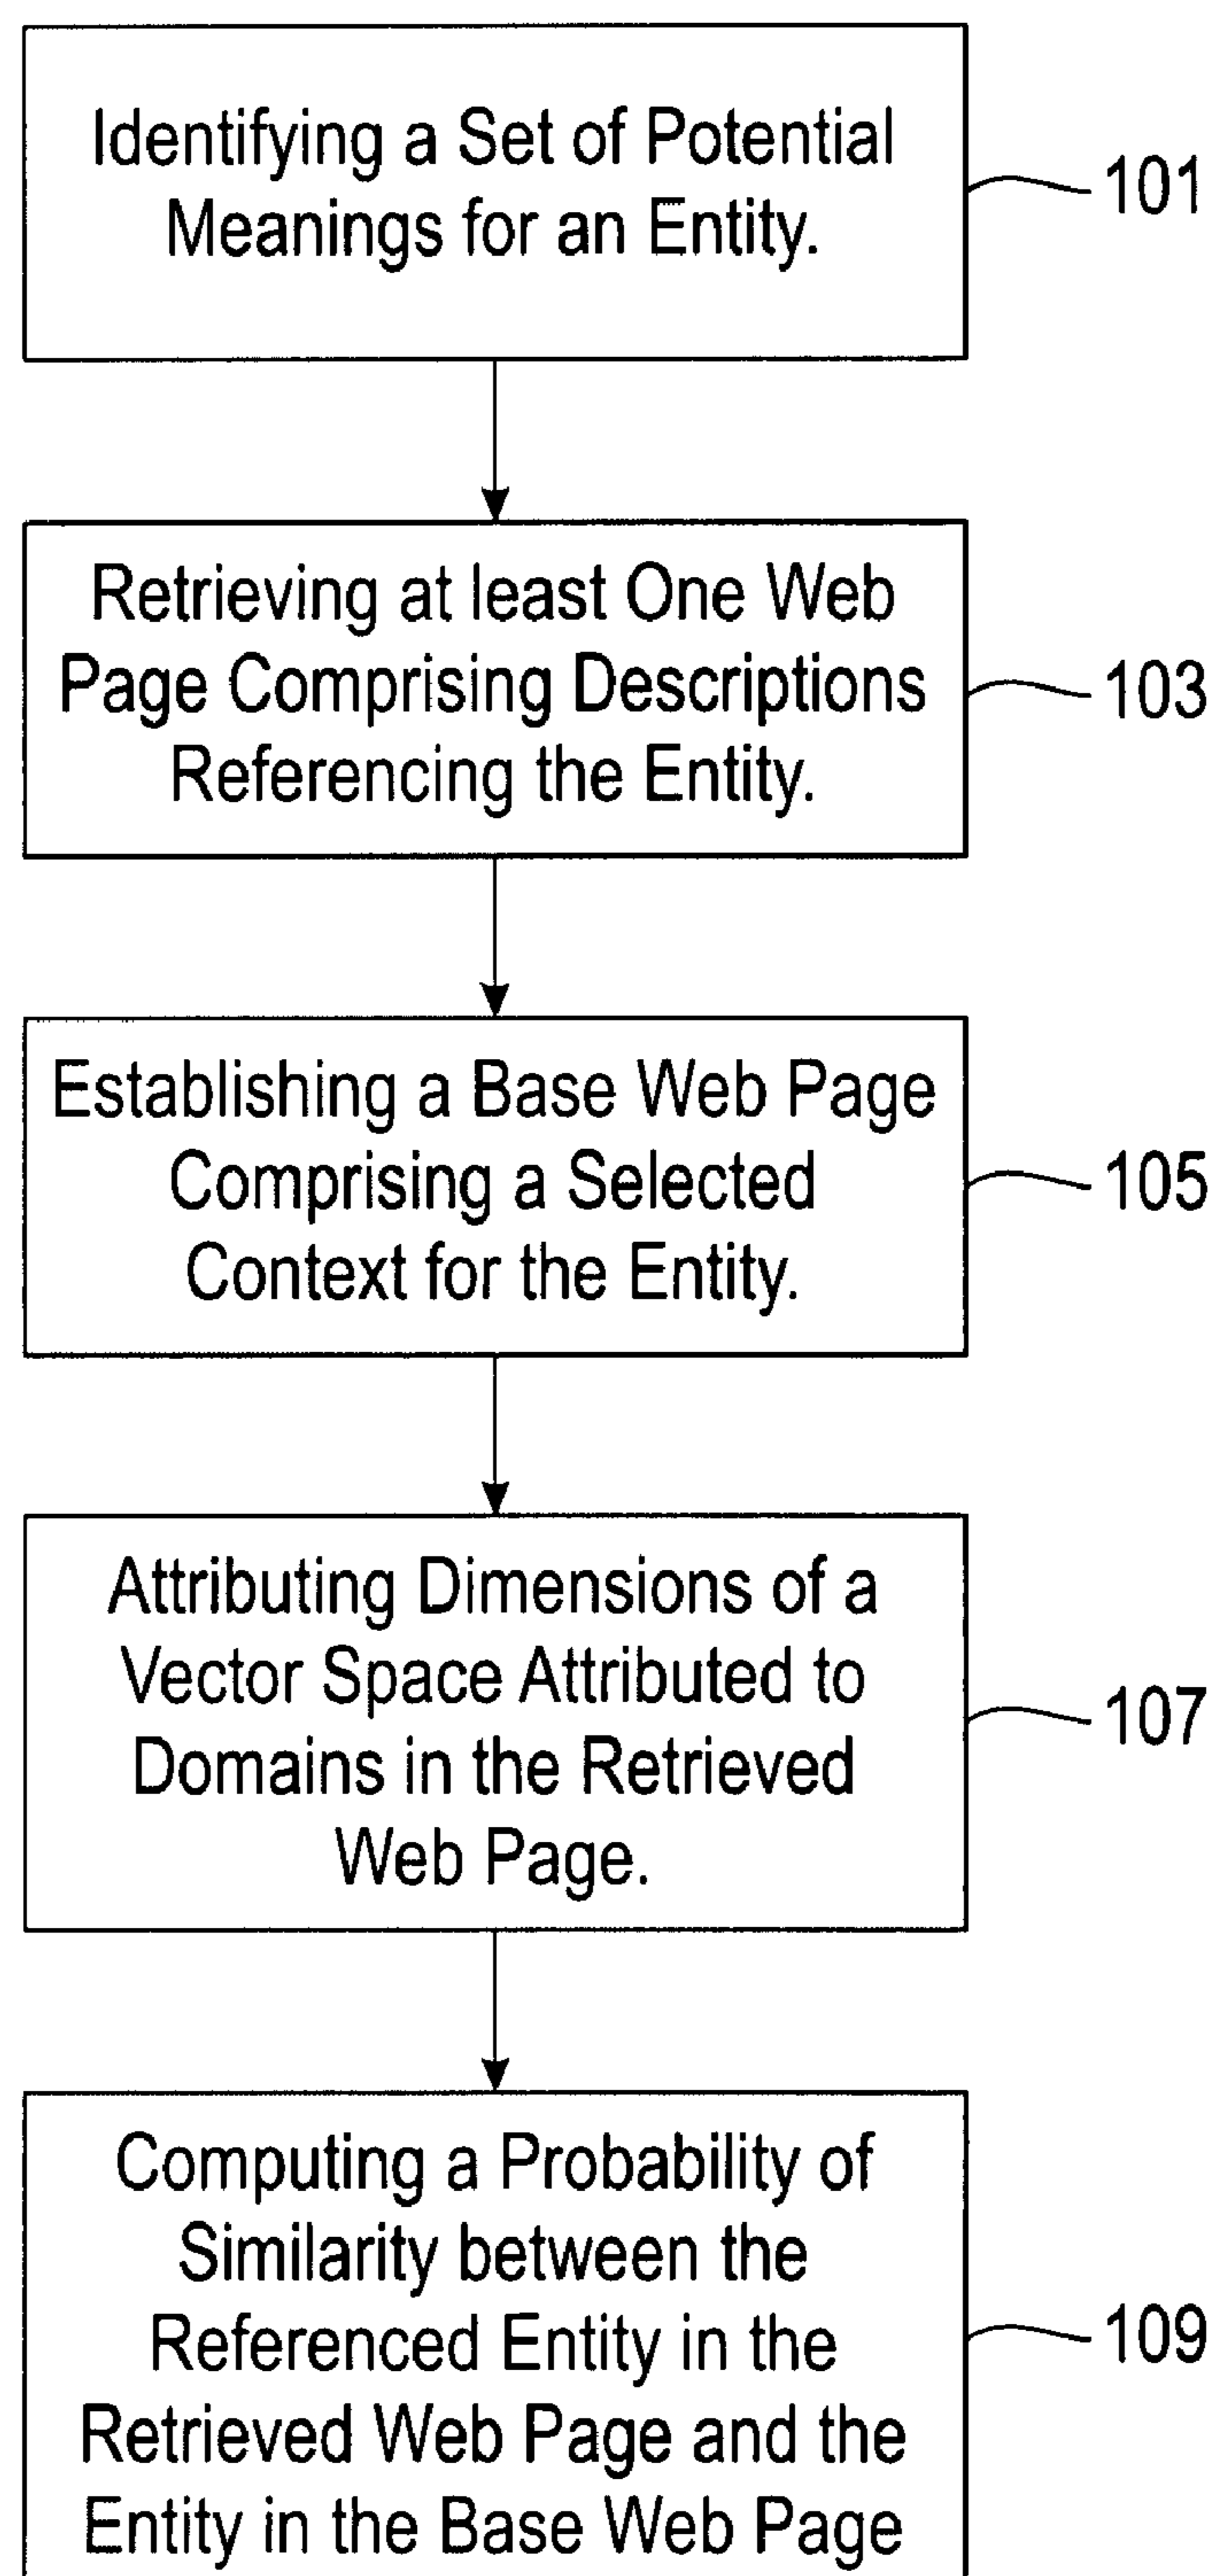 Identifying a Set of Potential
Meanings for an Entity.
101
Retrieving at least One Web
Page Comprising Descriptions
Referencing the Entity.
103
Establishing a Base Web Page
Comprising a Selected
Context for the Entity.
105
Attributing Dimensions of a
Vector Space Attributed to
Domains in the Retrieved
Web Page.
107
Computing a Probability of
Similarity between the
Referenced Entity in the
Retrieved Web Page and the
Entity in the Base Web Page
109